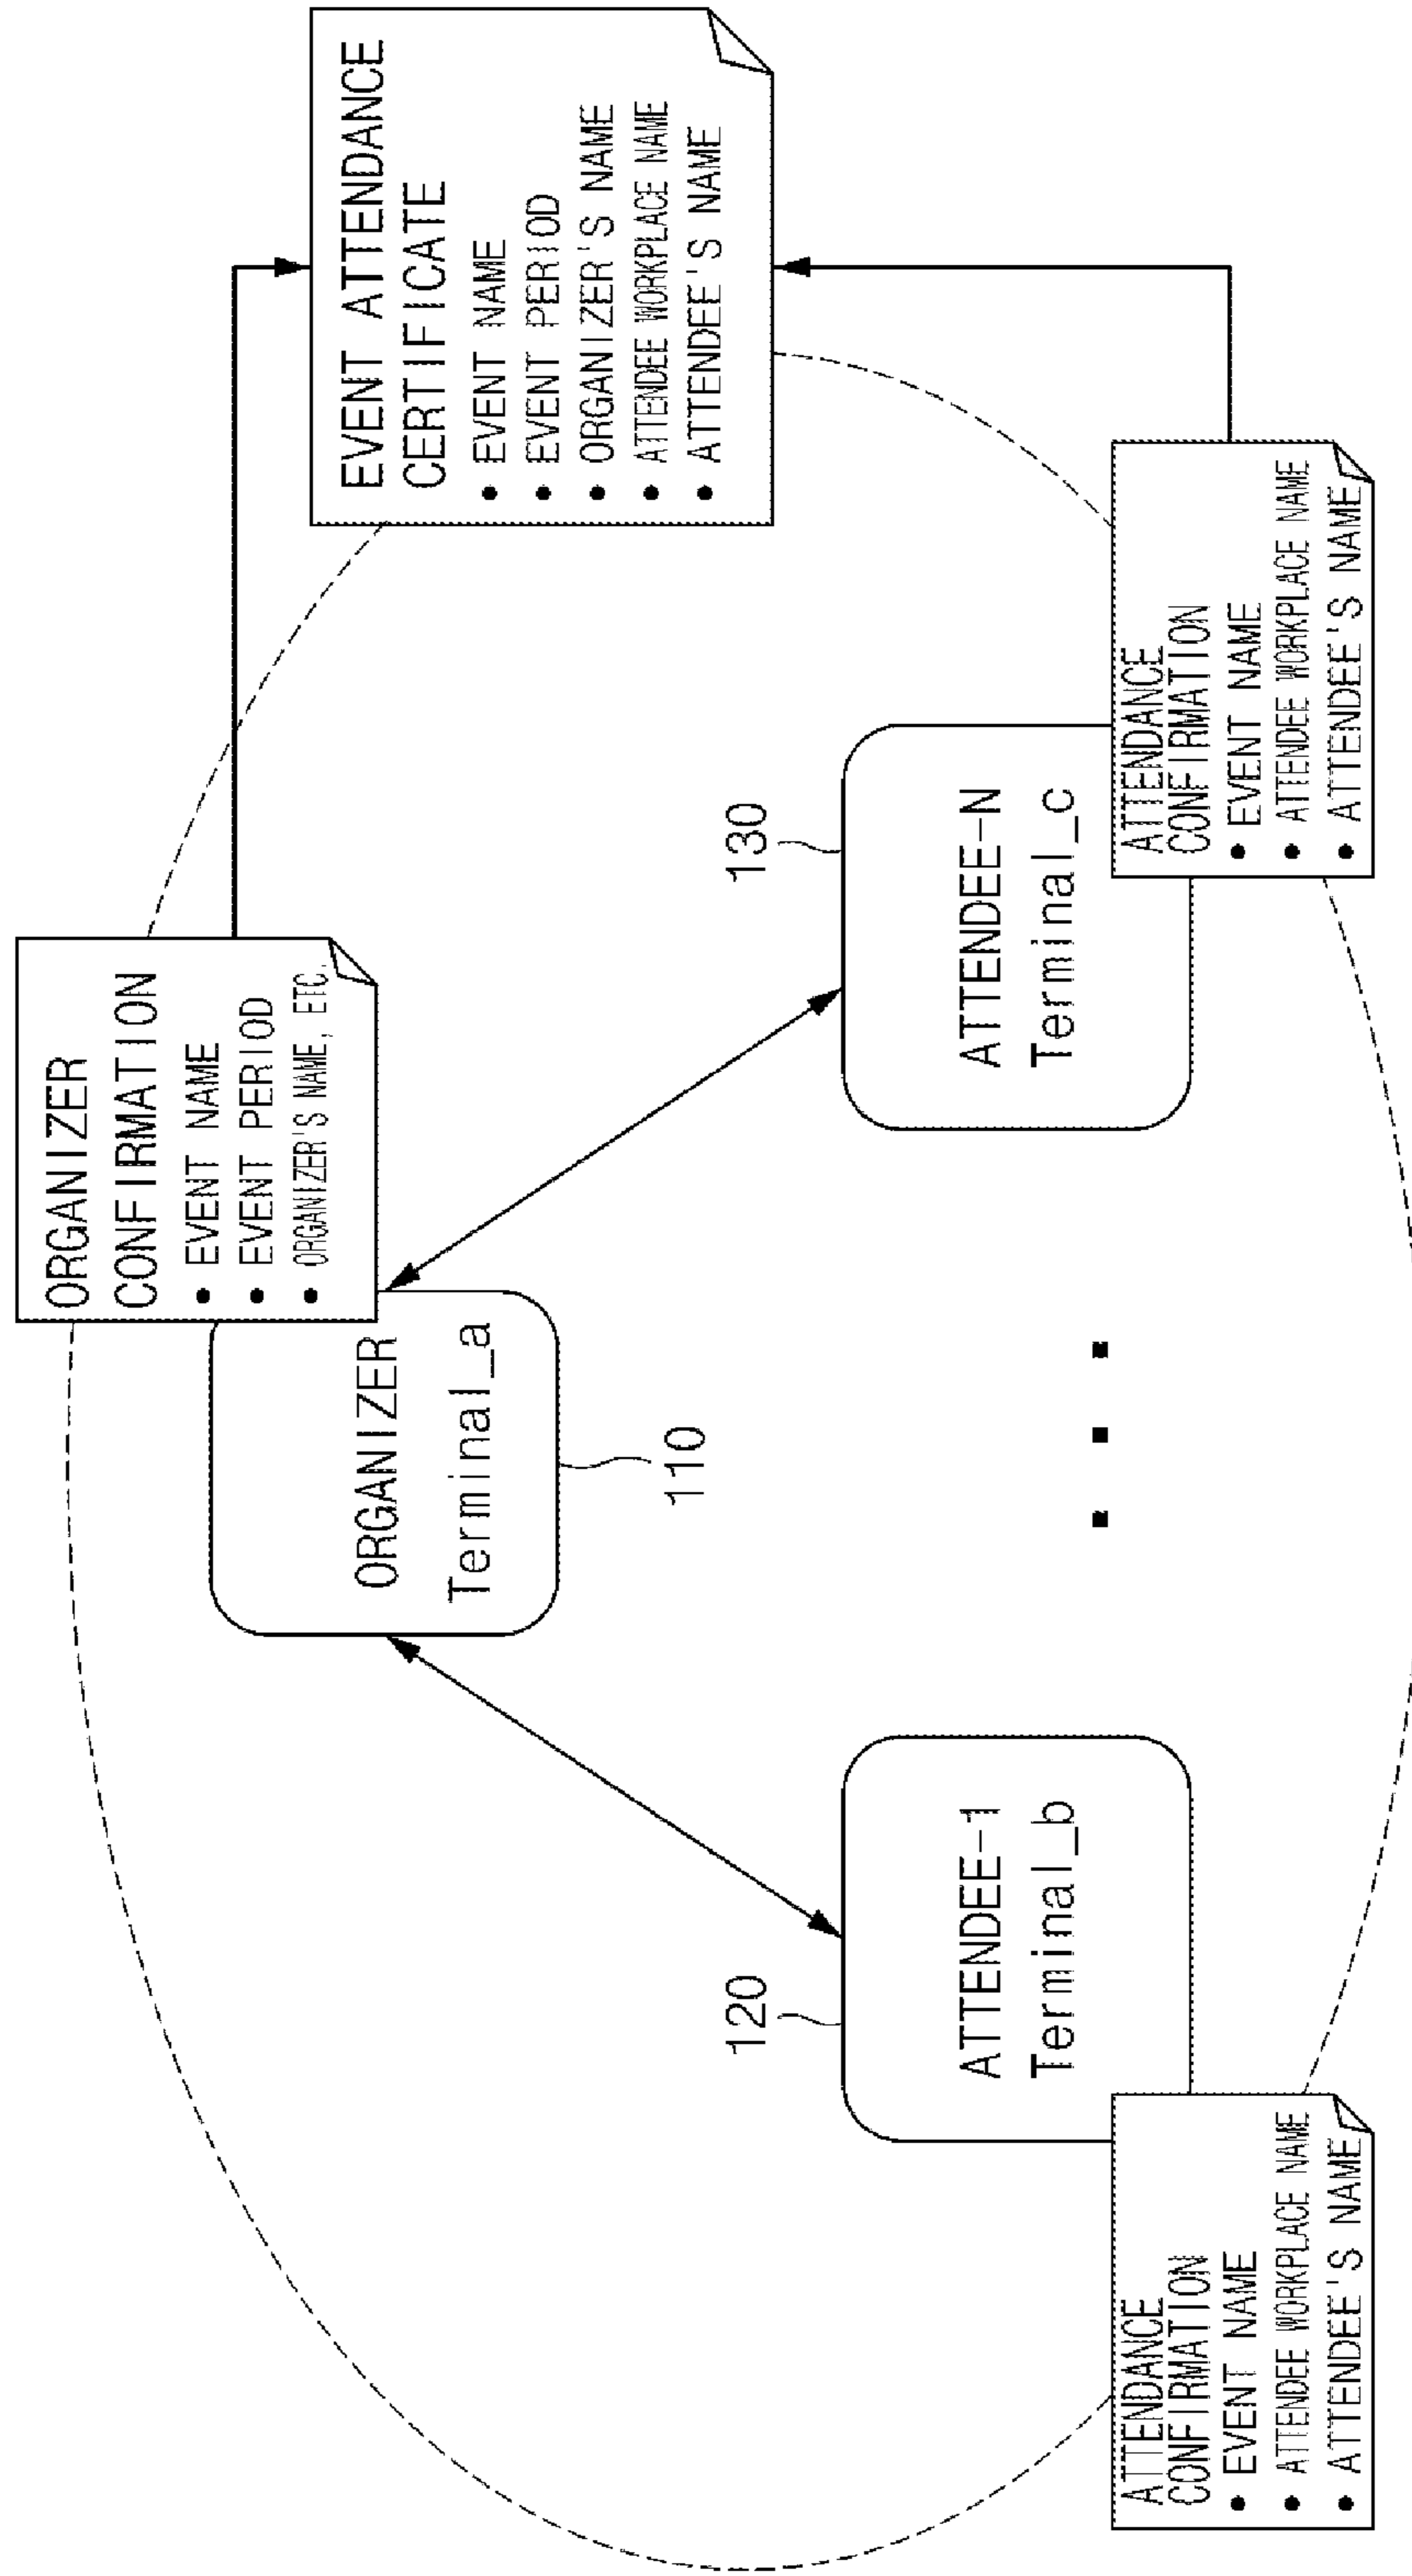 ORGANIZER
CONFIRMATION
• EVENT NAME
• EVENT PERIOD
• ORGANIZER'S NAME, ETC.
EVENT ATTENDANCE
CERTIFICATE
• EVENT NAME
• EVENT PERIOD
• ORGANIZER'S NAME
• ATTENDEE WORKPLACE NAME
• ATTENDEE'S NAME
ORGANIZER
Terminal_a
110
120
ATTENDEE-1
Terminal_b
130
ATTENDEE-N
Terminal_c
ATTENDANCE
CONFIRMATION
• EVENT NAME
• ATTENDEE WORKPLACE NAME
• ATTENDEE'S NAME
ATTENDANCE
CONFIRMATION
• EVENT NAME
• ATTENDEE WORKPLACE NAME
• ATTENDEE'S NAME